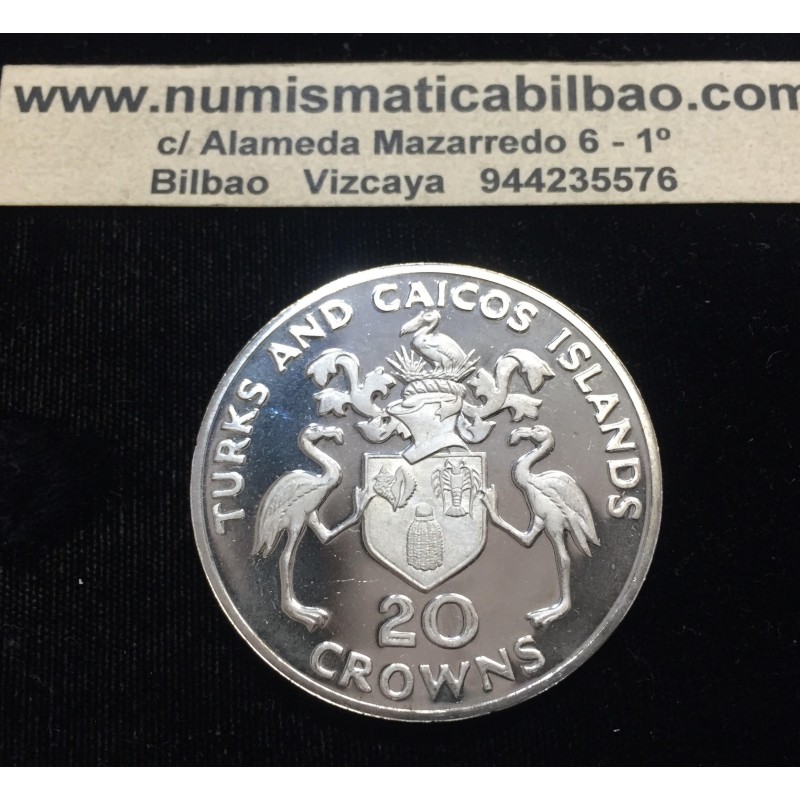 www.numismaticabilbao.com
c/ Alameda Mazarredo 6 - 1º
Bilbao Vizcaya 944235576
TURKS AND CAICOS ISLANDS
20
CROWNS